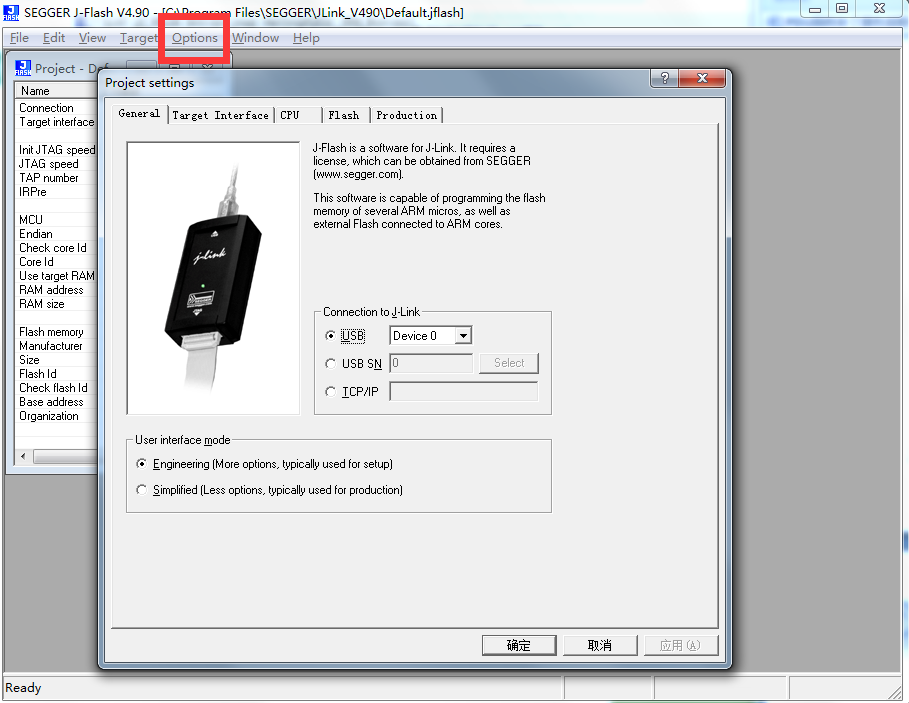 SEGGER J-Flash V4.90 - [C:\Program Files\SEGGER\JLink_V490\Default.jflash]
File Edit View Target Options Window Help
Project - Def
Name
Connection
Target interface
Init JTAG speed
JTAG speed
TAP number
IRPre
MCU
Endian
Check core Id
Core Id
Use target RAM
RAM address
RAM size
Flash memory
Manufacturer
Size
Flash Id
Check flash Id
Base address
Organization
Project settings
General Target Interface CPU Flash Production
J-Flash is a software for J-Link. It requires a
license, which can be obtained from SEGGER
(www.segger.com).
This software is capable of programming the flash
memory of several ARM micros, as well as
external Flash connected to ARM cores.
j-link
Connection to J-Link
USB Device 0
USB SN 0 Select
TCP/IP
User interface mode
Engineering (More options, typically used for setup)
Simplified (Less options, typically used for production)
确定 取消 应用(A)
Ready